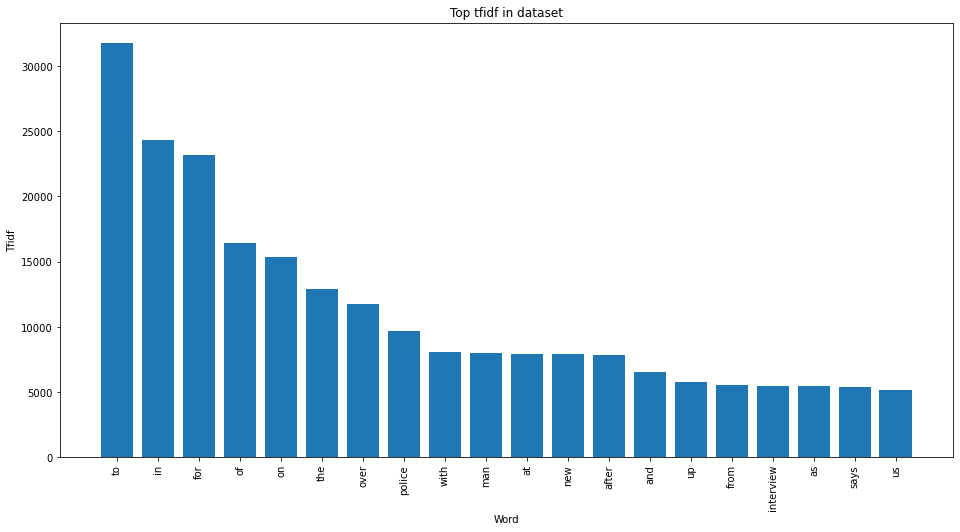 Top tfidf in dataset
Tfidf
30000
25000
20000
15000
10000
5000
0
to in for of on the over police with man at new after and up from interview as says us
Word